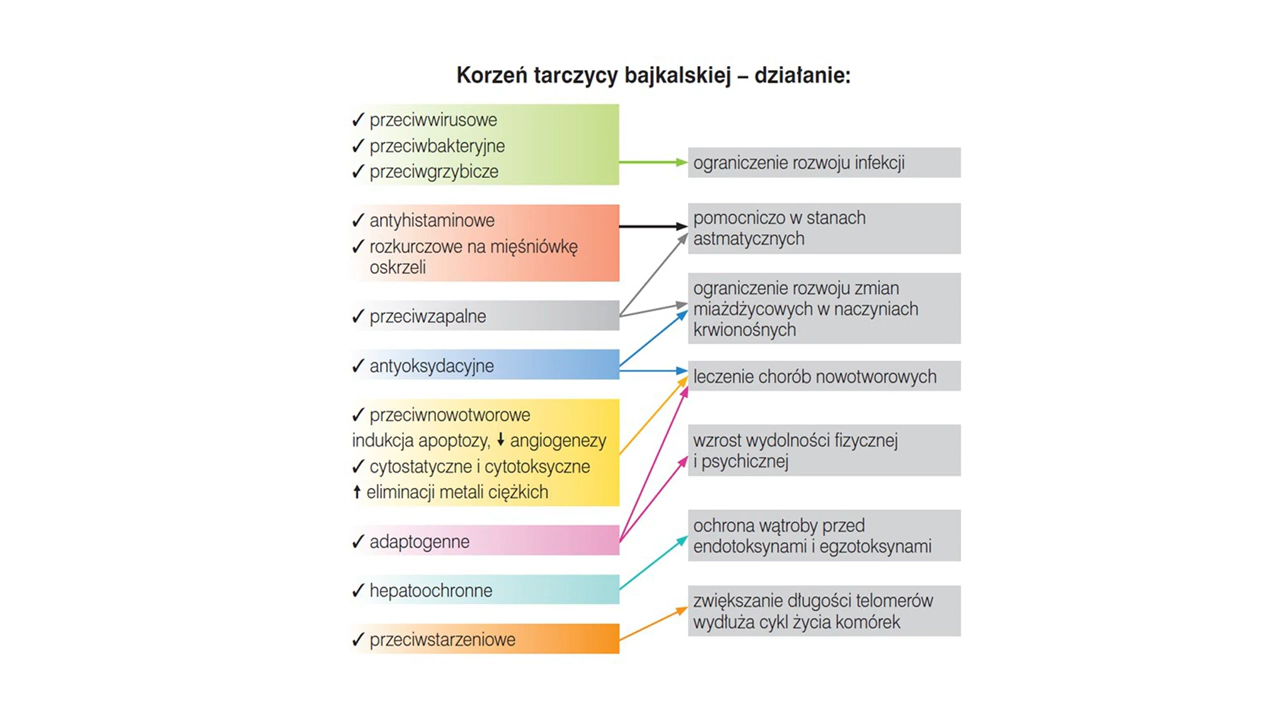 Korzeń tarczycy bajkalskiej – działanie:
✓ przeciwwirusowe
✓ przeciwbakteryjne
✓ przeciwgrzybicze
✓ antyhistaminowe
✓ rozkurczowe na mięśniówkę
oskrzeli
✓ przeciwzapalne
✓ antyoksydacyjne
✓ przeciwnowotworowe
indukcja apoptozy, ⬇ angiogenezy
✓ cytostatyczne i cytotoksyczne
⬆ eliminacji metali ciężkich
✓ adaptogenne
✓ hepatoochronne
✓ przeciwstarzeniowe
ograniczenie rozwoju infekcji
pomocniczo w stanach
astmatycznych
ograniczenie rozwoju zmian
miażdżycowych w naczyniach
krwionośnych
leczenie chorób nowotworowych
wzrost wydolności fizycznej
i psychicznej
ochrona wątroby przed
endotoksynami i egzotoksynami
zwiększanie długości telomerów
wydłuża cykl życia komórek